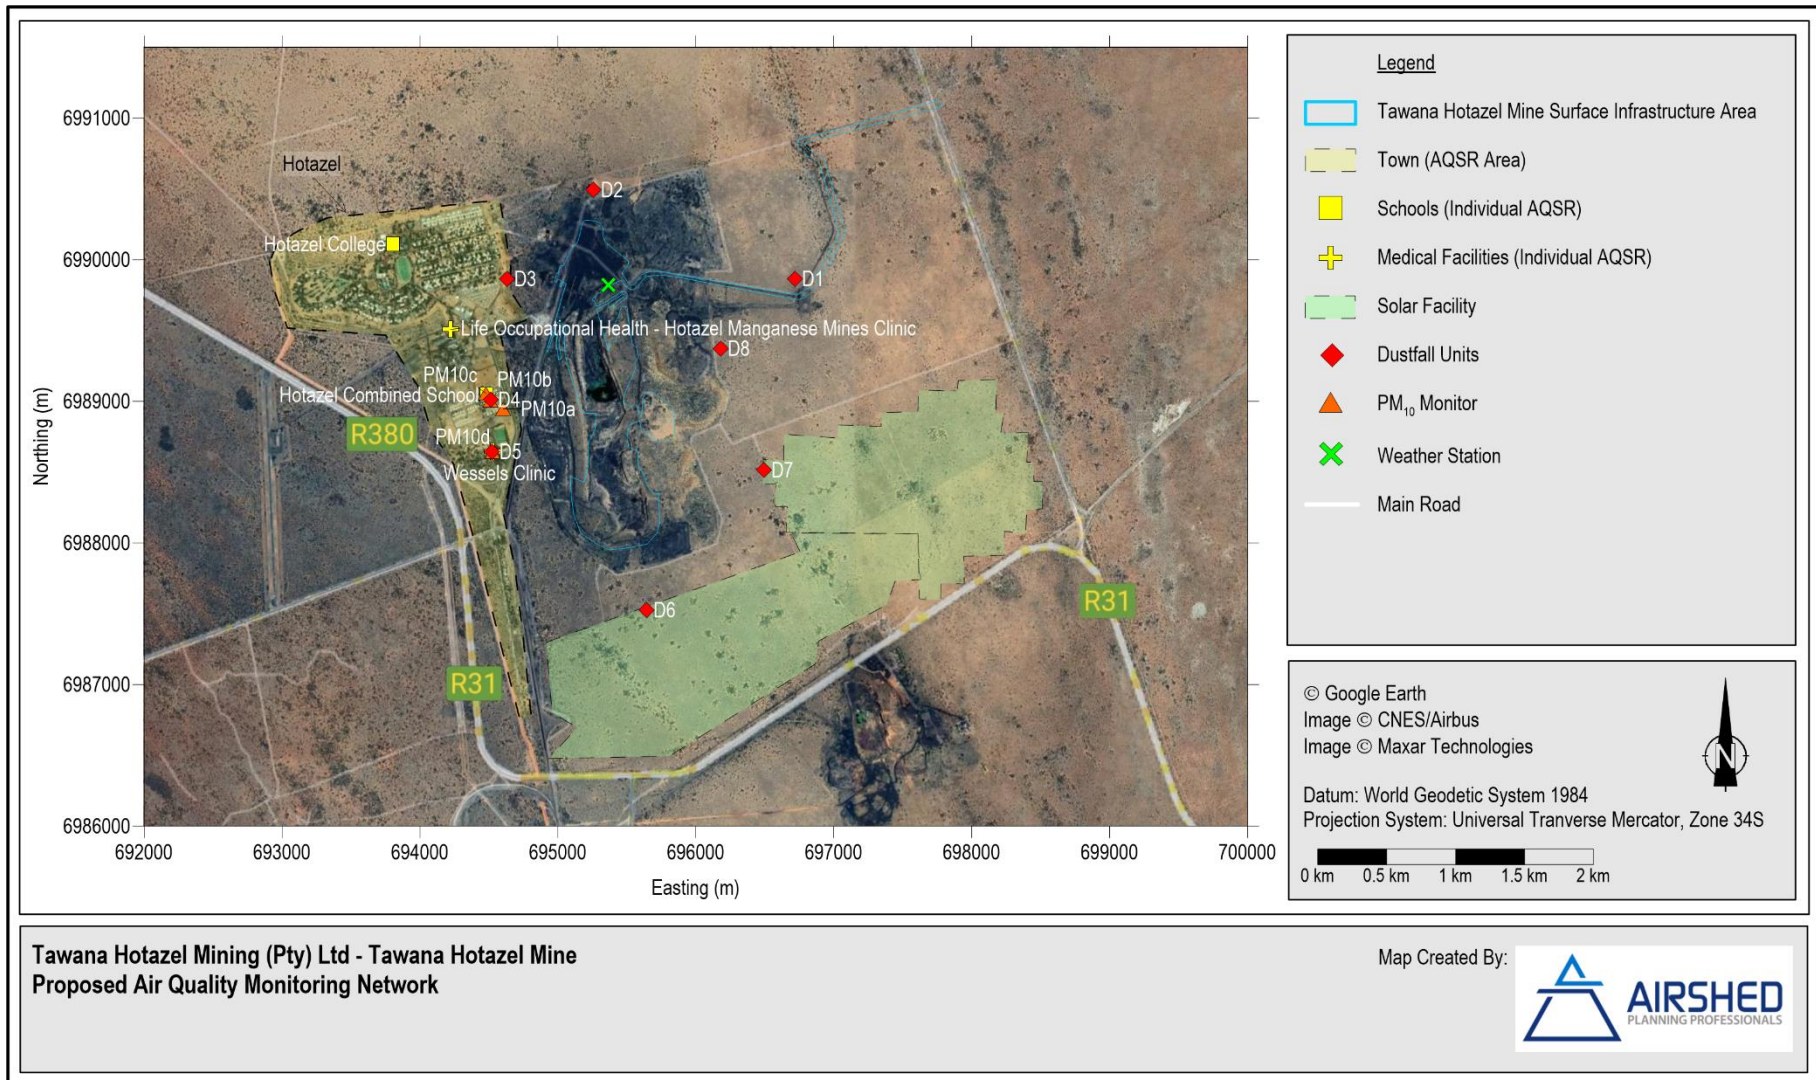 6991000
6990000
6989000
6988000
6987000
6986000
Northing (m)
692000
693000
694000
695000
696000
697000
698000
699000
700000
Easting (m)
Hotazel
D2
Hotazel College
D3
D1
Life Occupational Health - Hotazel Manganese Mines Clinic
D8
PM10c
PM10b
Hotazel Combined School
D4
PM10a
R380
PM10d
D5
Wessels Clinic
D7
D6
R31
R31
Legend
Tawana Hotazel Mine Surface Infrastructure Area
Town (AQSR Area)
Schools (Individual AQSR)
Medical Facilities (Individual AQSR)
Solar Facility
Dustfall Units
PM10 Monitor
Weather Station
Main Road
© Google Earth
Image © CNES/Airbus
Image © Maxar Technologies
N
Datum: World Geodetic System 1984
Projection System: Universal Tranverse Mercator, Zone 34S
0 km 0.5 km 1 km 1.5 km 2 km
Tawana Hotazel Mining (Pty) Ltd - Tawana Hotazel Mine
Proposed Air Quality Monitoring Network
Map Created By:
AIRSHED
PLANNING PROFESSIONALS